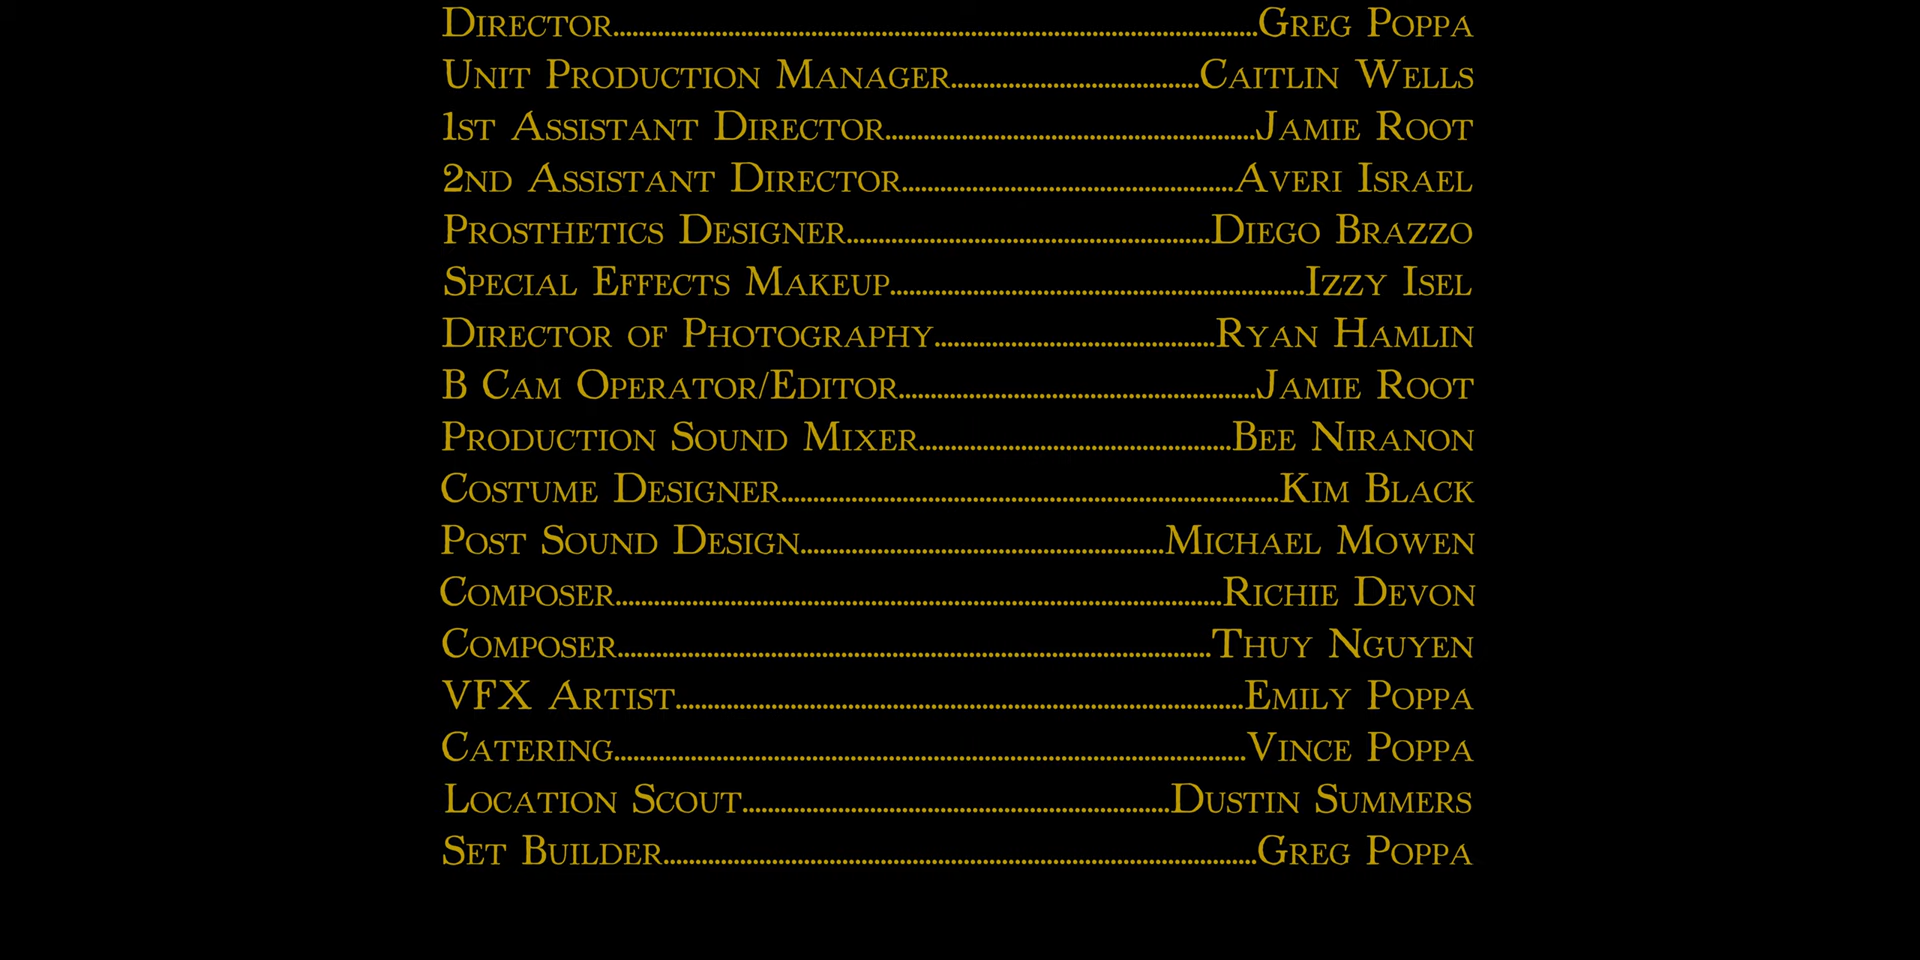 Director....................Greg Poppa
Unit Production Manager....................Caitlin Wells
1st Assistant Director....................Jamie Root
2nd Assistant Director....................Averi Israel
Prosthetics Designer....................Diego Brazzo
Special Effects Makeup....................Izzy Isel
Director of Photography....................Ryan Hamlin
B Cam Operator/Editor....................Jamie Root
Production Sound Mixer....................Bee Niranon
Costume Designer....................Kim Black
Post Sound Design....................Michael Mowen
Composer....................Richie Devon
Composer....................Thuy Nguyen
VFX Artist....................Emily Poppa
Catering....................Vince Poppa
Location Scout....................Dustin Summers
Set Builder....................Greg Poppa